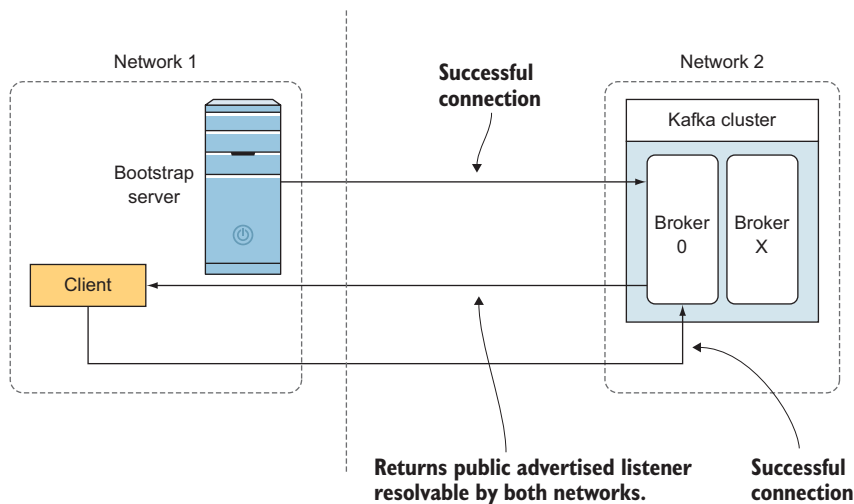 Network 1
Network 2
Successful
connection
Kafka cluster
Bootstrap
server
Broker
0
Broker
X
Client
Returns public advertised listener
resolvable by both networks.
Successful
connection